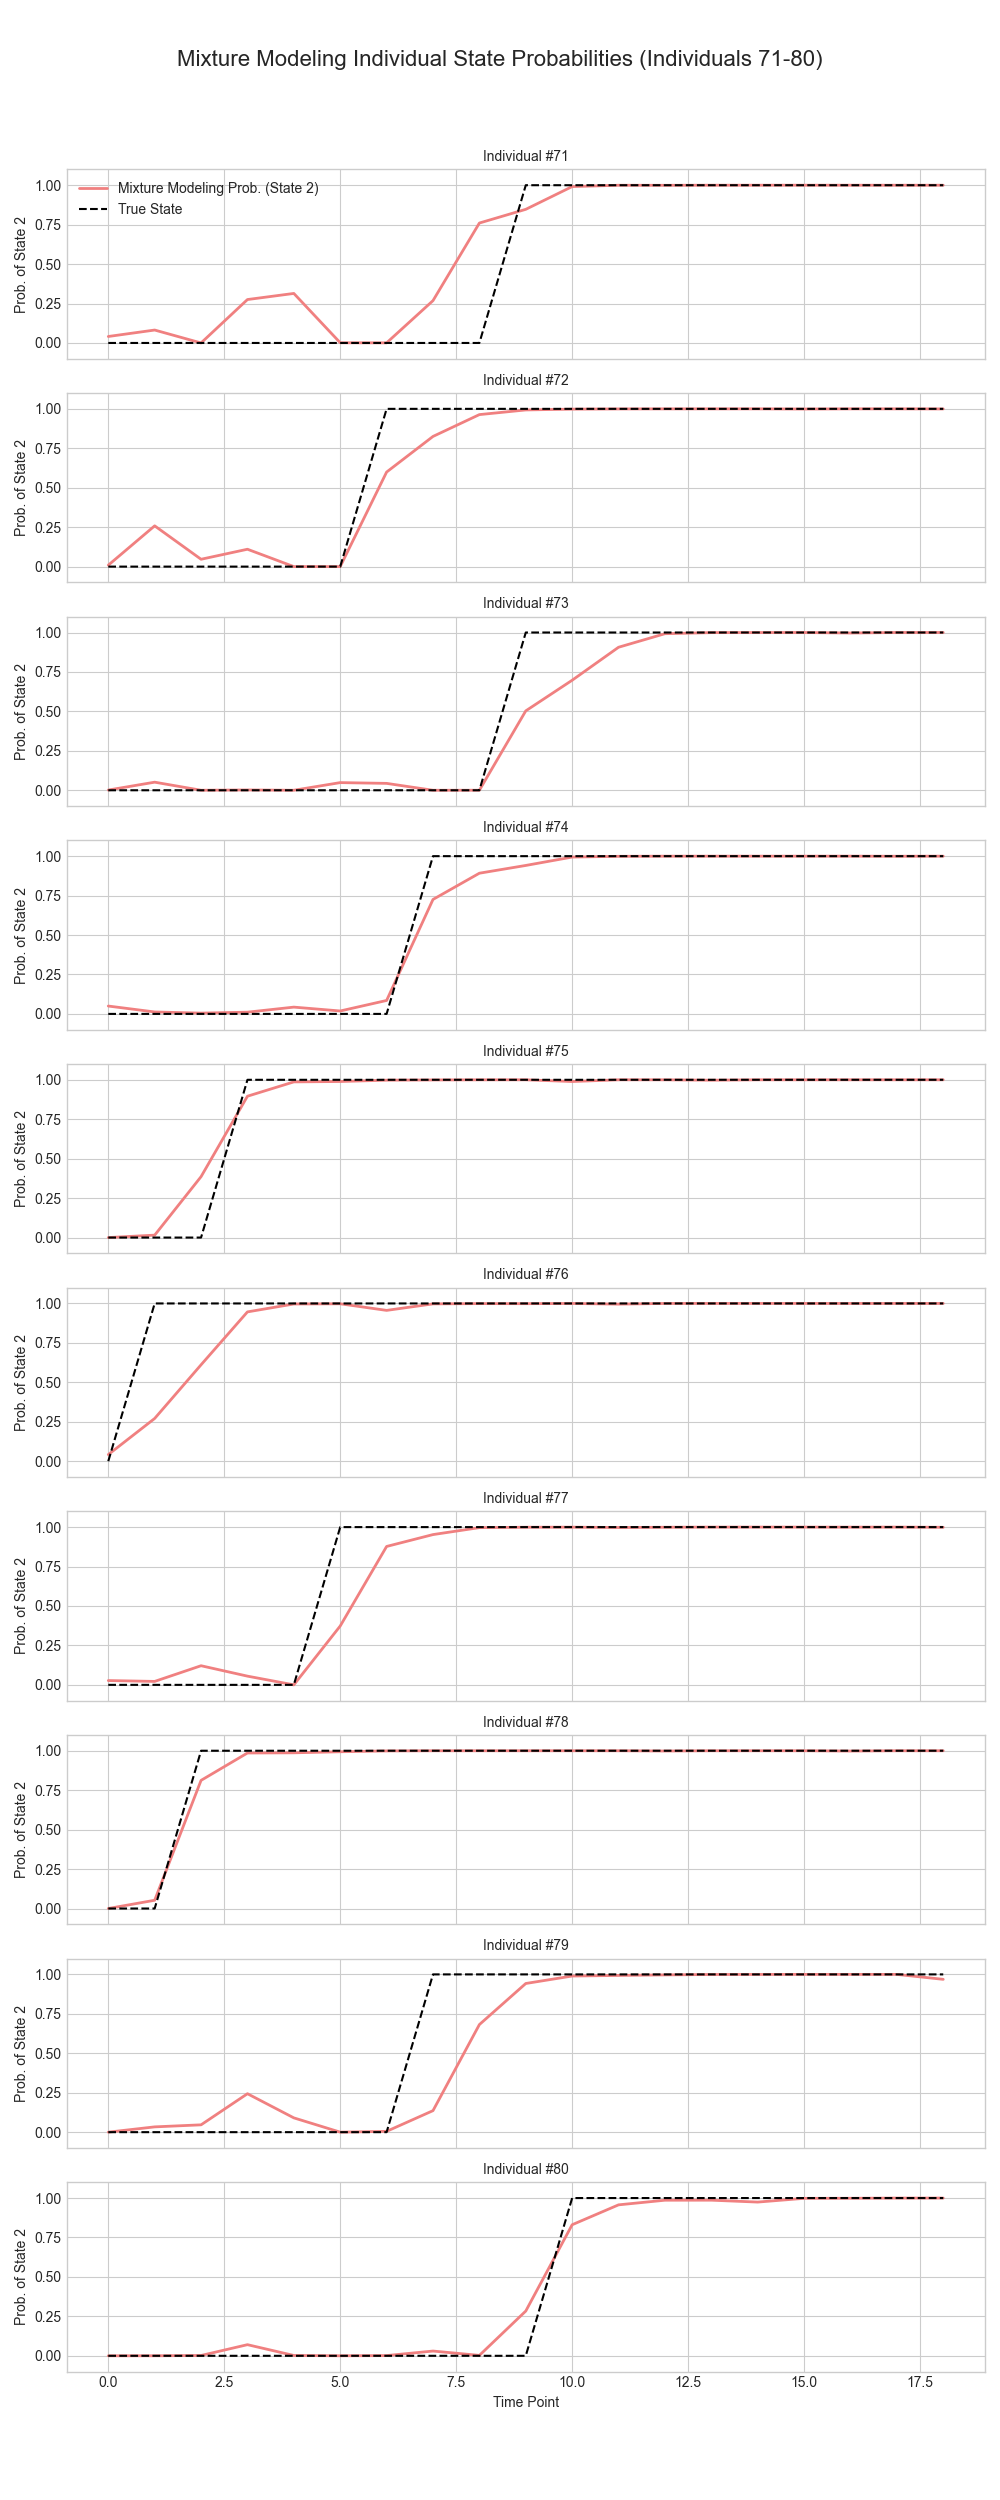 Mixture Modeling Individual State Probabilities (Individuals 71-80)
Individual #71
Mixture Modeling Prob. (State 2)
True State
Prob. of State 2
1.00
0.75
0.50
0.25
0.00
Individual #72
Prob. of State 2
1.00
0.75
0.50
0.25
0.00
Individual #73
Prob. of State 2
1.00
0.75
0.50
0.25
0.00
Individual #74
Prob. of State 2
1.00
0.75
0.50
0.25
0.00
Individual #75
Prob. of State 2
1.00
0.75
0.50
0.25
0.00
Individual #76
Prob. of State 2
1.00
0.75
0.50
0.25
0.00
Individual #77
Prob. of State 2
1.00
0.75
0.50
0.25
0.00
Individual #78
Prob. of State 2
1.00
0.75
0.50
0.25
0.00
Individual #79
Prob. of State 2
1.00
0.75
0.50
0.25
0.00
Individual #80
Prob. of State 2
1.00
0.75
0.50
0.25
0.00
0.0 2.5 5.0 7.5 10.0 12.5 15.0 17.5
Time Point